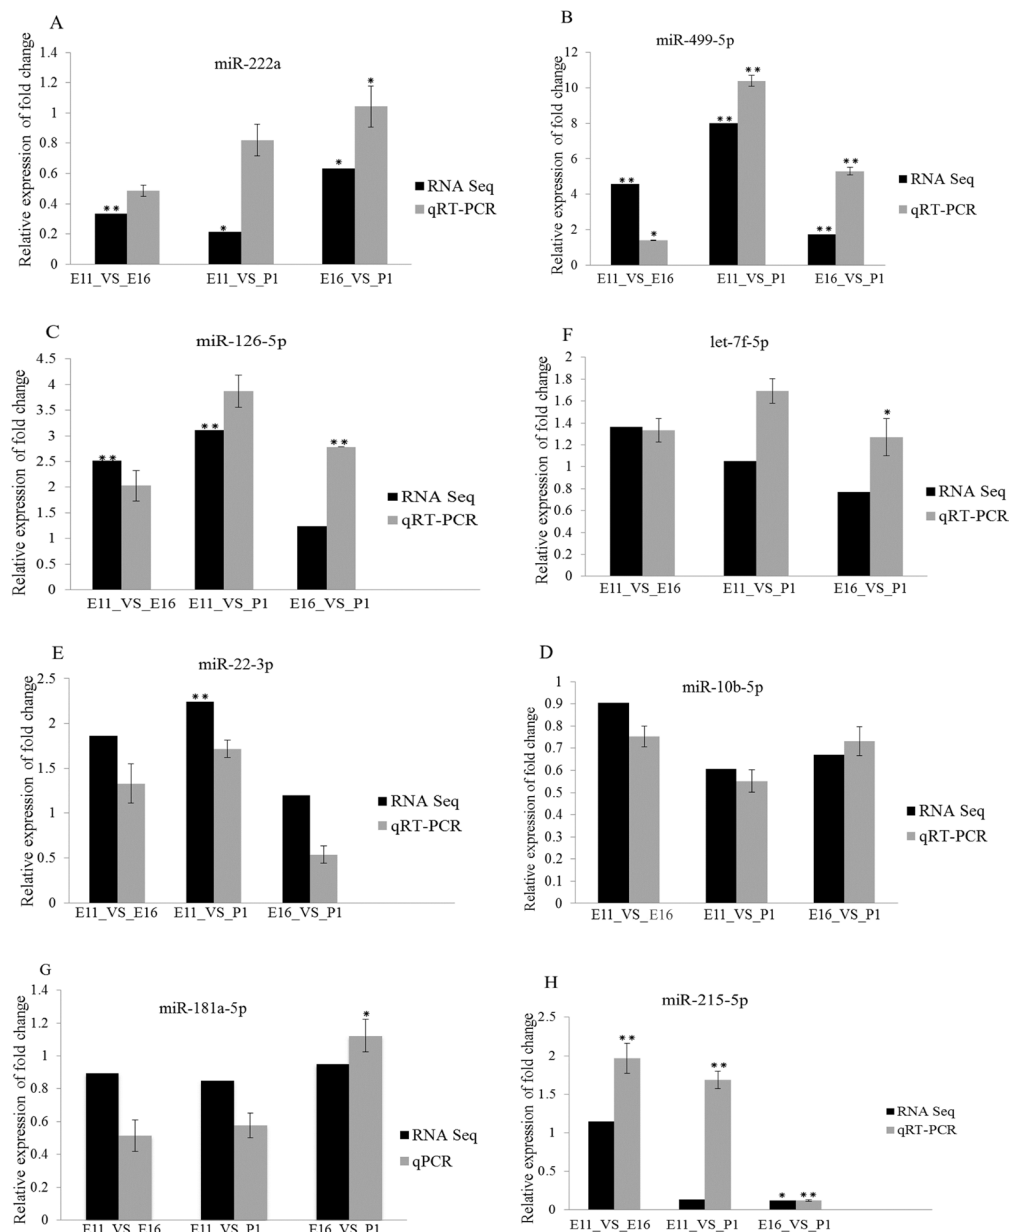 A
miR-222a
Relative expression of fold change
1.4
1.2
1
0.8
0.6
0.4
0.2
0
**
*
*
*
E11_VS_E16
E11_VS_P1
E16_VS_P1
RNA Seq
qRT-PCR
B
miR-499-5p
Relative expression of fold change
12
10
8
6
4
2
0
**
*
**
**
**
**
E11_VS_E16
E11_VS_P1
E16_VS_P1
RNA Seq
qRT-PCR
C
miR-126-5p
Relative expression of fold change
4.5
4
3.5
3
2.5
2
1.5
1
0.5
0
**
**
**
E11_VS_E16
E11_VS_P1
E16_VS_P1
RNA Seq
qRT-PCR
F
let-7f-5p
Relative expression of fold change
2
1.8
1.6
1.4
1.2
1
0.8
0.6
0.4
0.2
0
*
E11_VS_E16
E11_VS_P1
E16_VS_P1
RNA Seq
qRT-PCR
E
miR-22-3p
Relative expression of fold change
2.5
2
1.5
1
0.5
0
**
E11_VS_E16
E11_VS_P1
E16_VS_P1
RNA Seq
qRT-PCR
D
miR-10b-5p
Relative expression of fold change
1
0.9
0.8
0.7
0.6
0.5
0.4
0.3
0.2
0.1
0
E11_VS_E16
E11_VS_P1
E16_VS_P1
RNA Seq
qRT-PCR
G
miR-181a-5p
Relative expression of fold change
1.4
1.2
1
0.8
0.6
0.4
0.2
0
*
E11_VS_E16
E11_VS_P1
E16_VS_P1
RNA Seq
qPCR
H
miR-215-5p
Relative expression of fold change
2.5
2
1.5
1
0.5
0
**
**
*
**
E11_VS_E16
E11_VS_P1
E16_VS_P1
RNA Seq
qRT-PCR